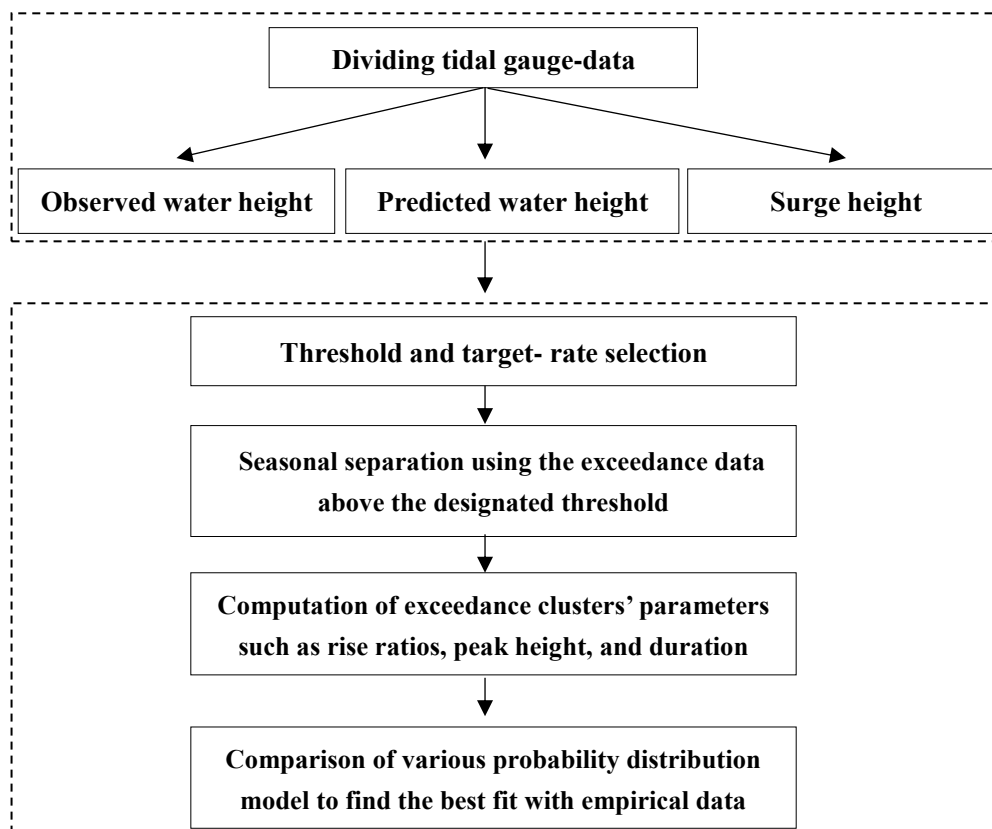 Dividing tidal gauge-data
Observed water height
Predicted water height
Surge height
Threshold and target- rate selection
Seasonal separation using the exceedance data
above the designated threshold
Computation of exceedance clusters’ parameters
such as rise ratios, peak height, and duration
Comparison of various probability distribution
model to find the best fit with empirical data